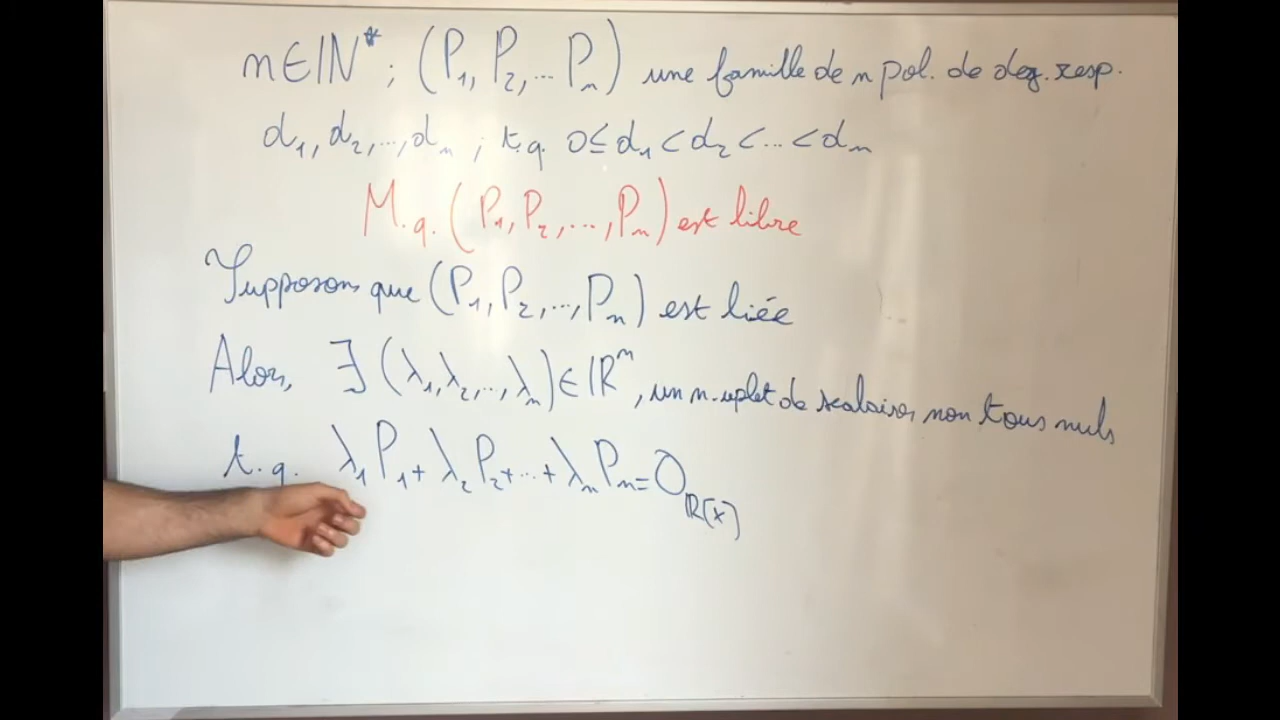 n∈ℕ*; (P₁, P₂, ... Pₙ) une famille de n pol. de deg. resp.
d₁, d₂, ..., dₙ ; t.q. 0≤d₁<d₂<...<dₙ
M.q. (P₁, P₂, ..., Pₙ) est libre
Supposons que (P₁, P₂, ..., Pₙ) est liée
Alors, ∃ (λ₁, λ₂, ..., λₙ)∈ℝⁿ, un n.uplet de scalaires non tous nuls
t.q. λ₁P₁+λ₂P₂+...+λₙPₙ=0_ℝ[x]